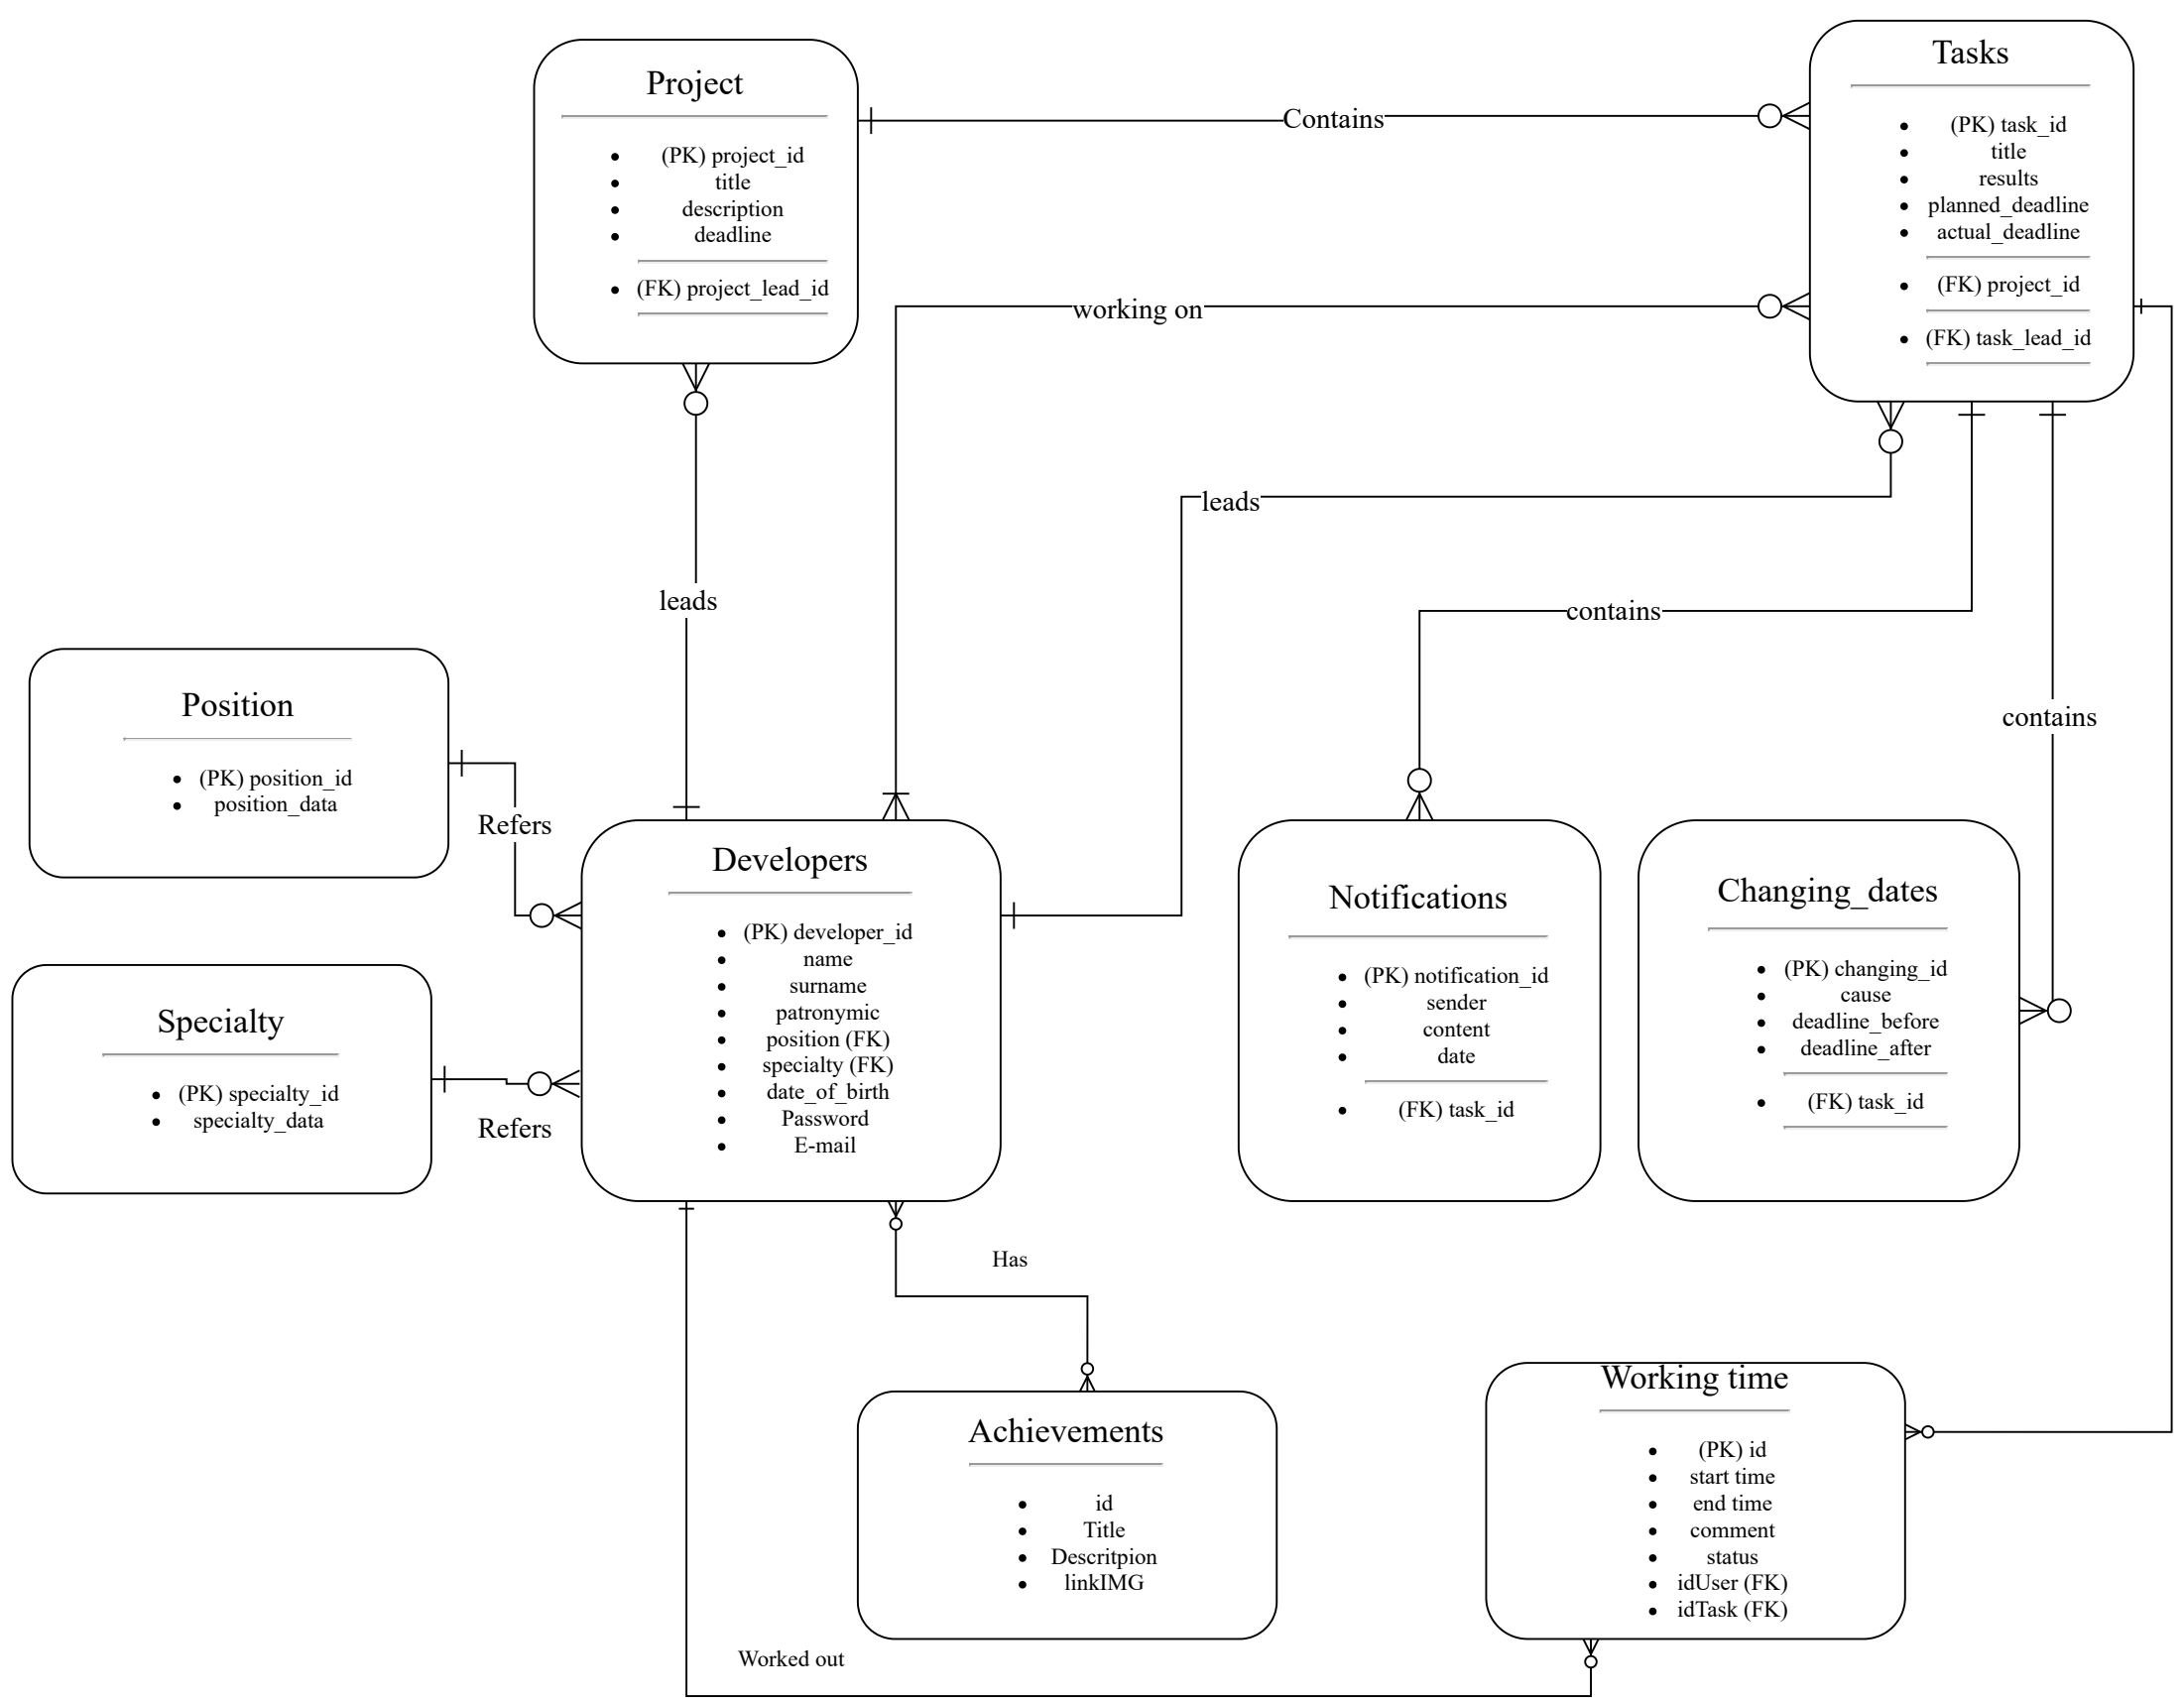 Project
(PK) project_id
title
description
deadline
(FK) project_lead_id
Contains
Tasks
(PK) task_id
title
results
planned_deadline
actual_deadline
(FK) project_id
(FK) task_lead_id
working on
leads
leads
contains
contains
Position
(PK) position_id
position_data
Refers
Specialty
(PK) specialty_id
specialty_data
Refers
Developers
(PK) developer_id
name
surname
patronymic
position (FK)
specialty (FK)
date_of_birth
Password
E-mail
Notifications
(PK) notification_id
sender
content
date
(FK) task_id
Changing_dates
(PK) changing_id
cause
deadline_before
deadline_after
(FK) task_id
Has
Achievements
id
Title
Descritpion
linkIMG
Working time
(PK) id
start time
end time
comment
status
idUser (FK)
idTask (FK)
Worked out